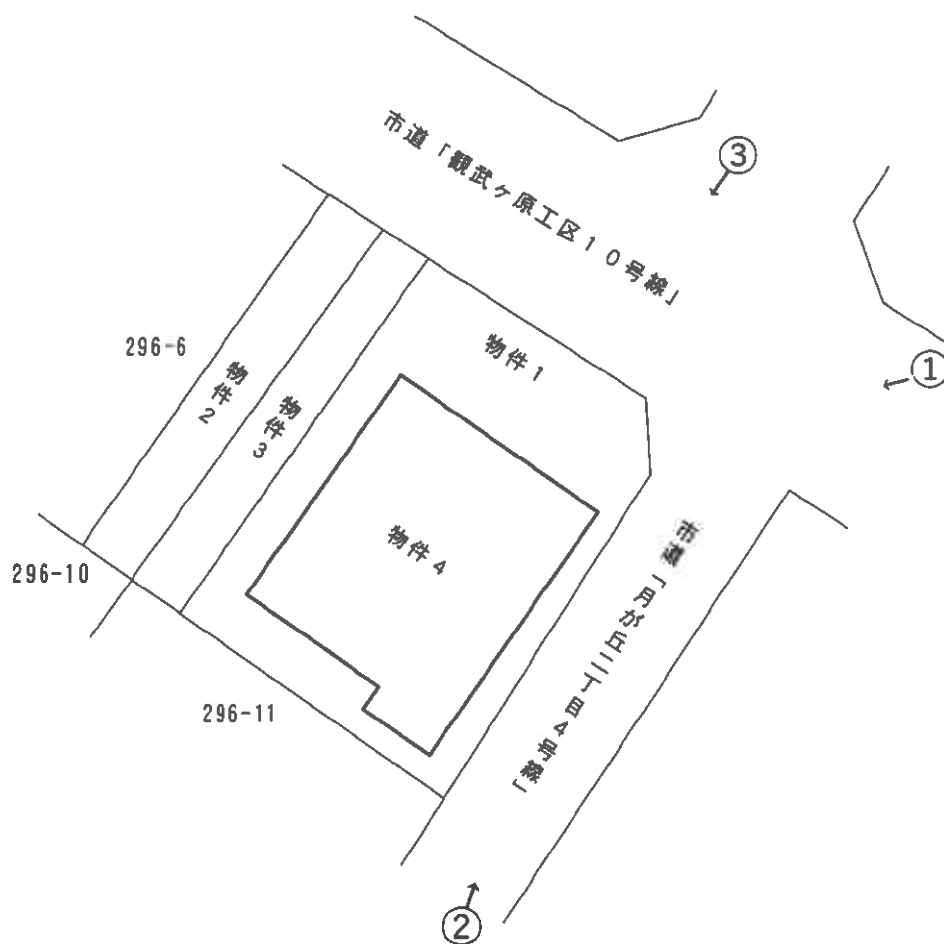 市道「観武ヶ原工区10号線」
③
①
物件1
296-6
物件2
物件3
物件4
市道「月が丘二丁目4号線」
296-10
296-11
②